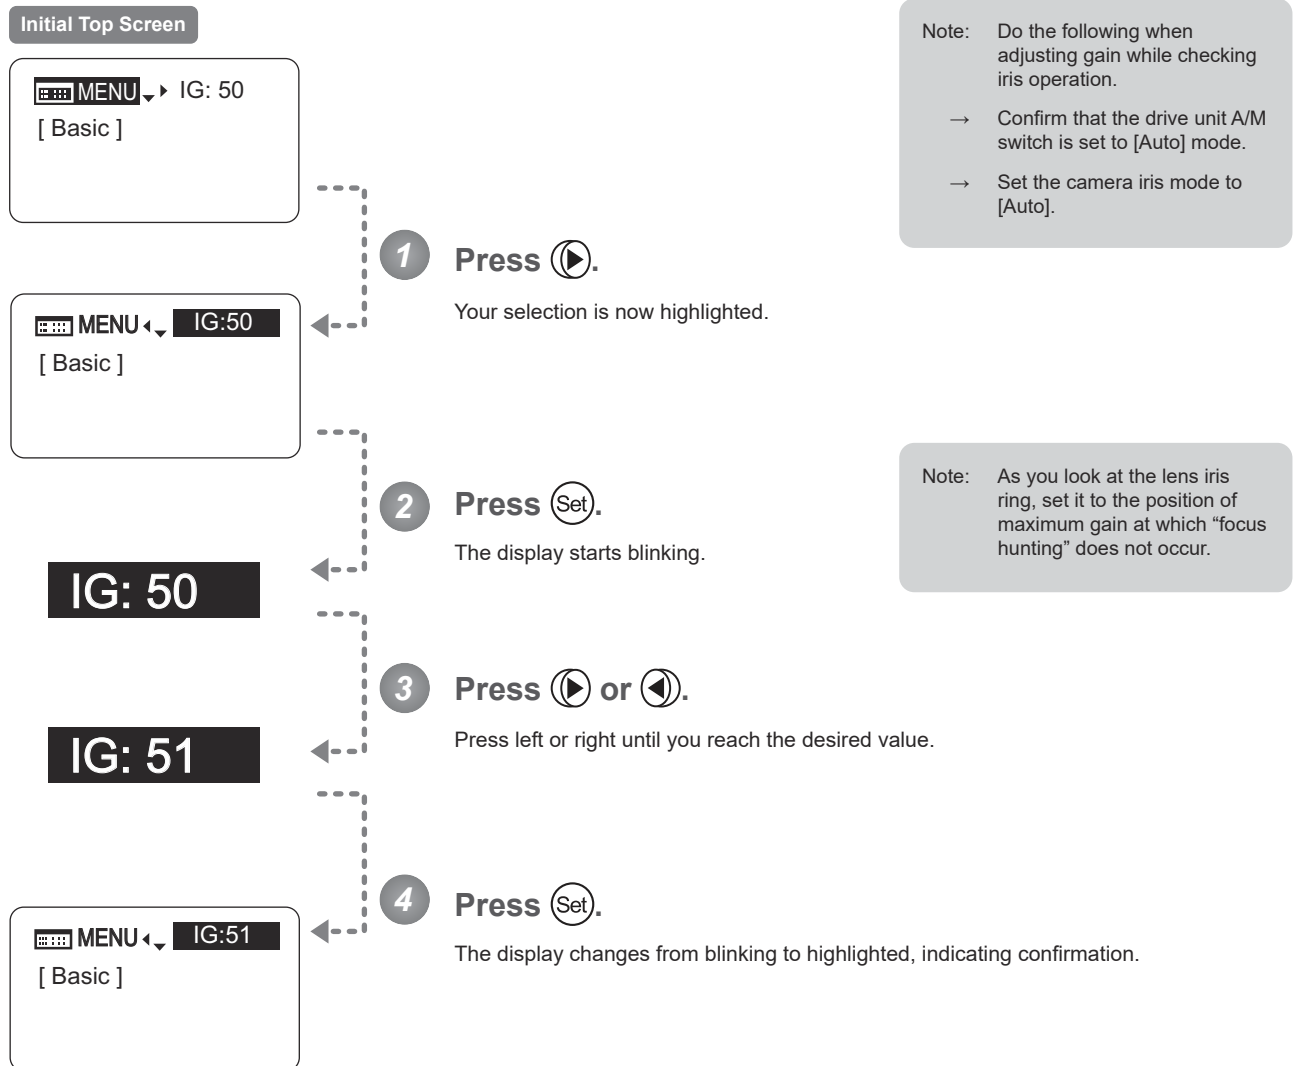 Initial Top Screen
MENU IG: 50
[ Basic ]
Note: Do the following when
adjusting gain while checking
iris operation.
→ Confirm that the drive unit A/M
switch is set to [Auto] mode.
→ Set the camera iris mode to
[Auto].
1 Press .
Your selection is now highlighted.
MENU IG:50
[ Basic ]
2 Press Set.
The display starts blinking.
Note: As you look at the lens iris
ring, set it to the position of
maximum gain at which “focus
hunting” does not occur.
IG: 50
3 Press or .
Press left or right until you reach the desired value.
IG: 51
4 Press Set.
The display changes from blinking to highlighted, indicating confirmation.
MENU IG:51
[ Basic ]